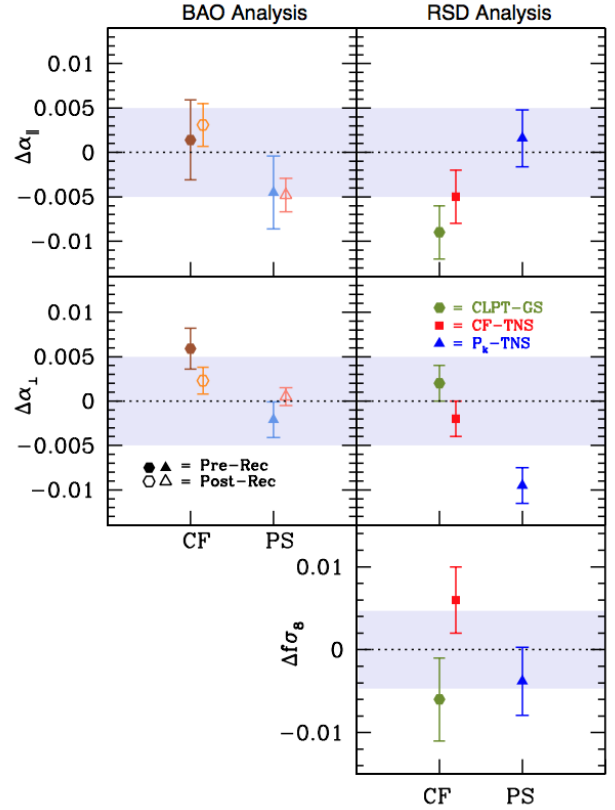 BAO Analysis
RSD Analysis
Δα∥
0.01
0.005
0
−0.005
−0.01
Δα⊥
0.01
0.005
0
−0.005
−0.01
= Pre-Rec
= Post-Rec
= CLPT-GS
= CF-TNS
= Pk-TNS
CF
PS
Δfσ8
0.01
0
−0.01
CF
PS